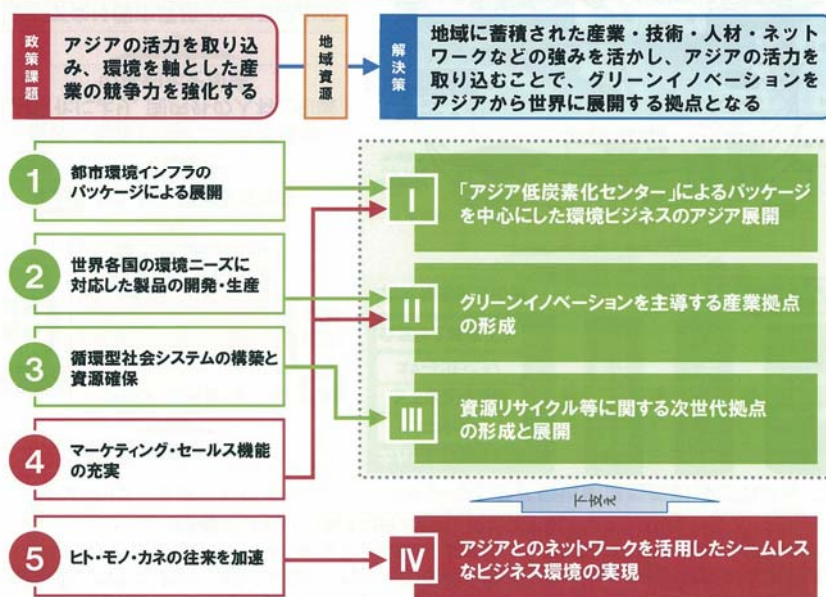 政策課題
アジアの活力を取り込
み、環境を軸とした産
業の競争力を強化する
地域資源
解決策
地域に蓄積された産業・技術・人材・ネット
ワークなどの強みを活かし、アジアの活力を
取り込むことで、グリーンイノベーションを
アジアから世界に展開する拠点となる
1
都市環境インフラの
パッケージによる展開
2
世界各国の環境ニーズに
対応した製品の開発・生産
3
循環型社会システムの構築と
資源確保
4
マーケティング・セールス機能
の充実
5
ヒト・モノ・カネの往来を加速
I
「アジア低炭素化センター」によるパッケージ
を中心にした環境ビジネスのアジア展開
II
グリーンイノベーションを主導する産業拠点
の形成
III
資源リサイクル等に関する次世代拠点
の形成と展開
下支え
IV
アジアとのネットワークを活用したシームレス
なビジネス環境の実現